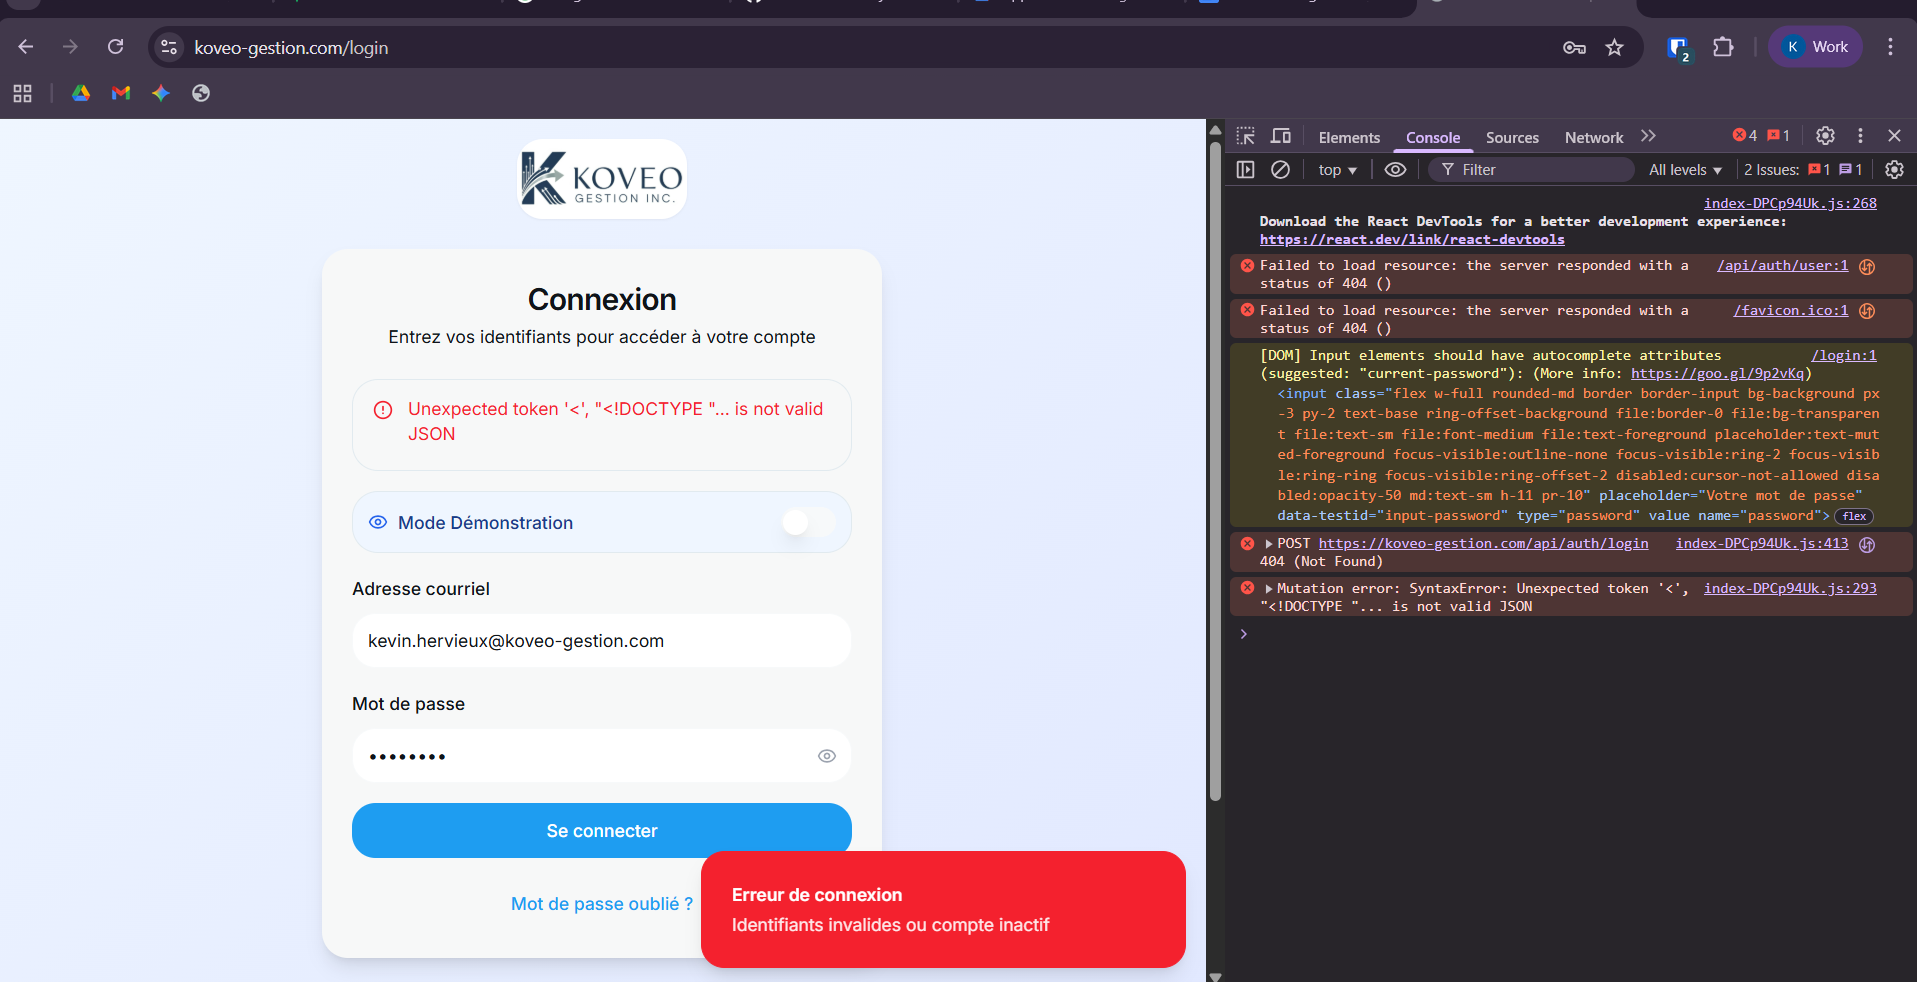 koveo-gestion.com/login
2
K Work
KOVEO
GESTION INC.
Connexion
Entrez vos identifiants pour accéder à votre compte
Unexpected token '<', "<!DOCTYPE "... is not valid
JSON
Mode Démonstration
Adresse courriel
kevin.hervieux@koveo-gestion.com
Mot de passe
••••••••
Se connecter
Mot de passe oublié ?
Erreur de connexion
Identifiants invalides ou compte inactif
Elements Console Sources Network 4 1
top Filter All levels 2 Issues: 1 1
index-DPCp94Uk.js:268
Download the React DevTools for a better development experience:
https://react.dev/link/react-devtools
Failed to load resource: the server responded with a /api/auth/user:1
status of 404 ()
Failed to load resource: the server responded with a /favicon.ico:1
status of 404 ()
[DOM] Input elements should have autocomplete attributes /login:1
(suggested: "current-password"): (More info: https://goo.gl/9p2vKq)
<input class="flex w-full rounded-md border border-input bg-background px
-3 py-2 text-base ring-offset-background file:border-0 file:bg-transparen
t file:text-sm file:font-medium file:text-foreground placeholder:text-mut
ed-foreground focus-visible:outline-none focus-visible:ring-2 focus-visib
le:ring-ring focus-visible:ring-offset-2 disabled:cursor-not-allowed disa
bled:opacity-50 md:text-sm h-11 pr-10" placeholder="Votre mot de passe"
data-testid="input-password" type="password" value name="password"> flex
POST https://koveo-gestion.com/api/auth/login index-DPCp94Uk.js:413
404 (Not Found)
Mutation error: SyntaxError: Unexpected token '<', index-DPCp94Uk.js:293
"<!DOCTYPE "... is not valid JSON